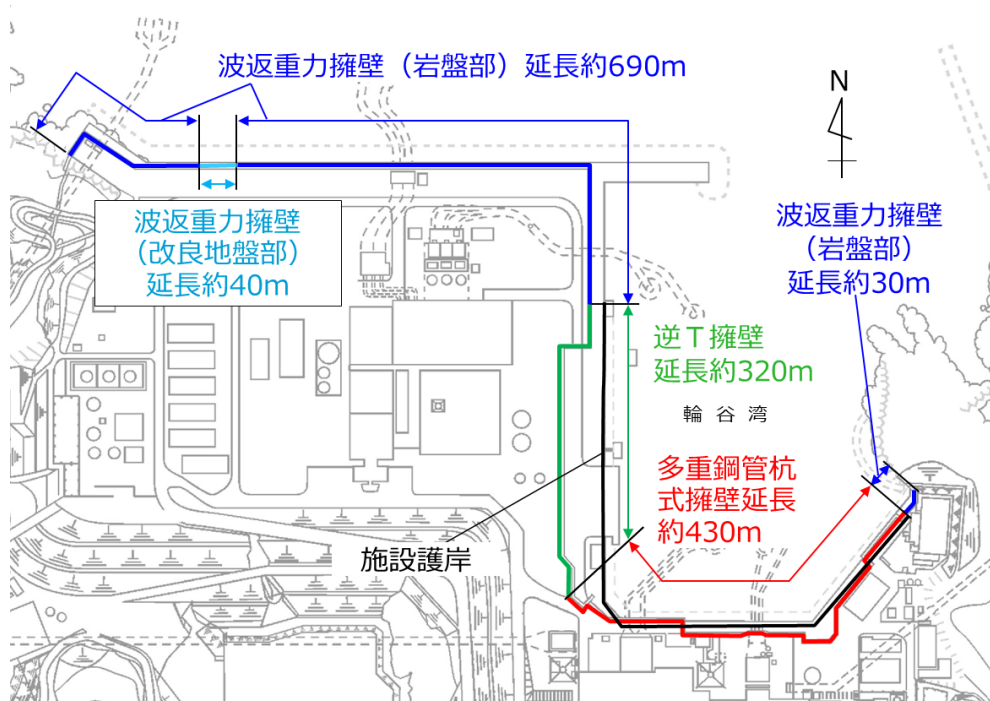 波返重力擁壁（岩盤部）延長約690m
N
波返重力擁壁
（改良地盤部）
延長約40m
波返重力擁壁
（岩盤部）
延長約30m
逆Ｔ擁壁
延長約320m
輪谷湾
多重鋼管杭
式擁壁延長
約430m
施設護岸